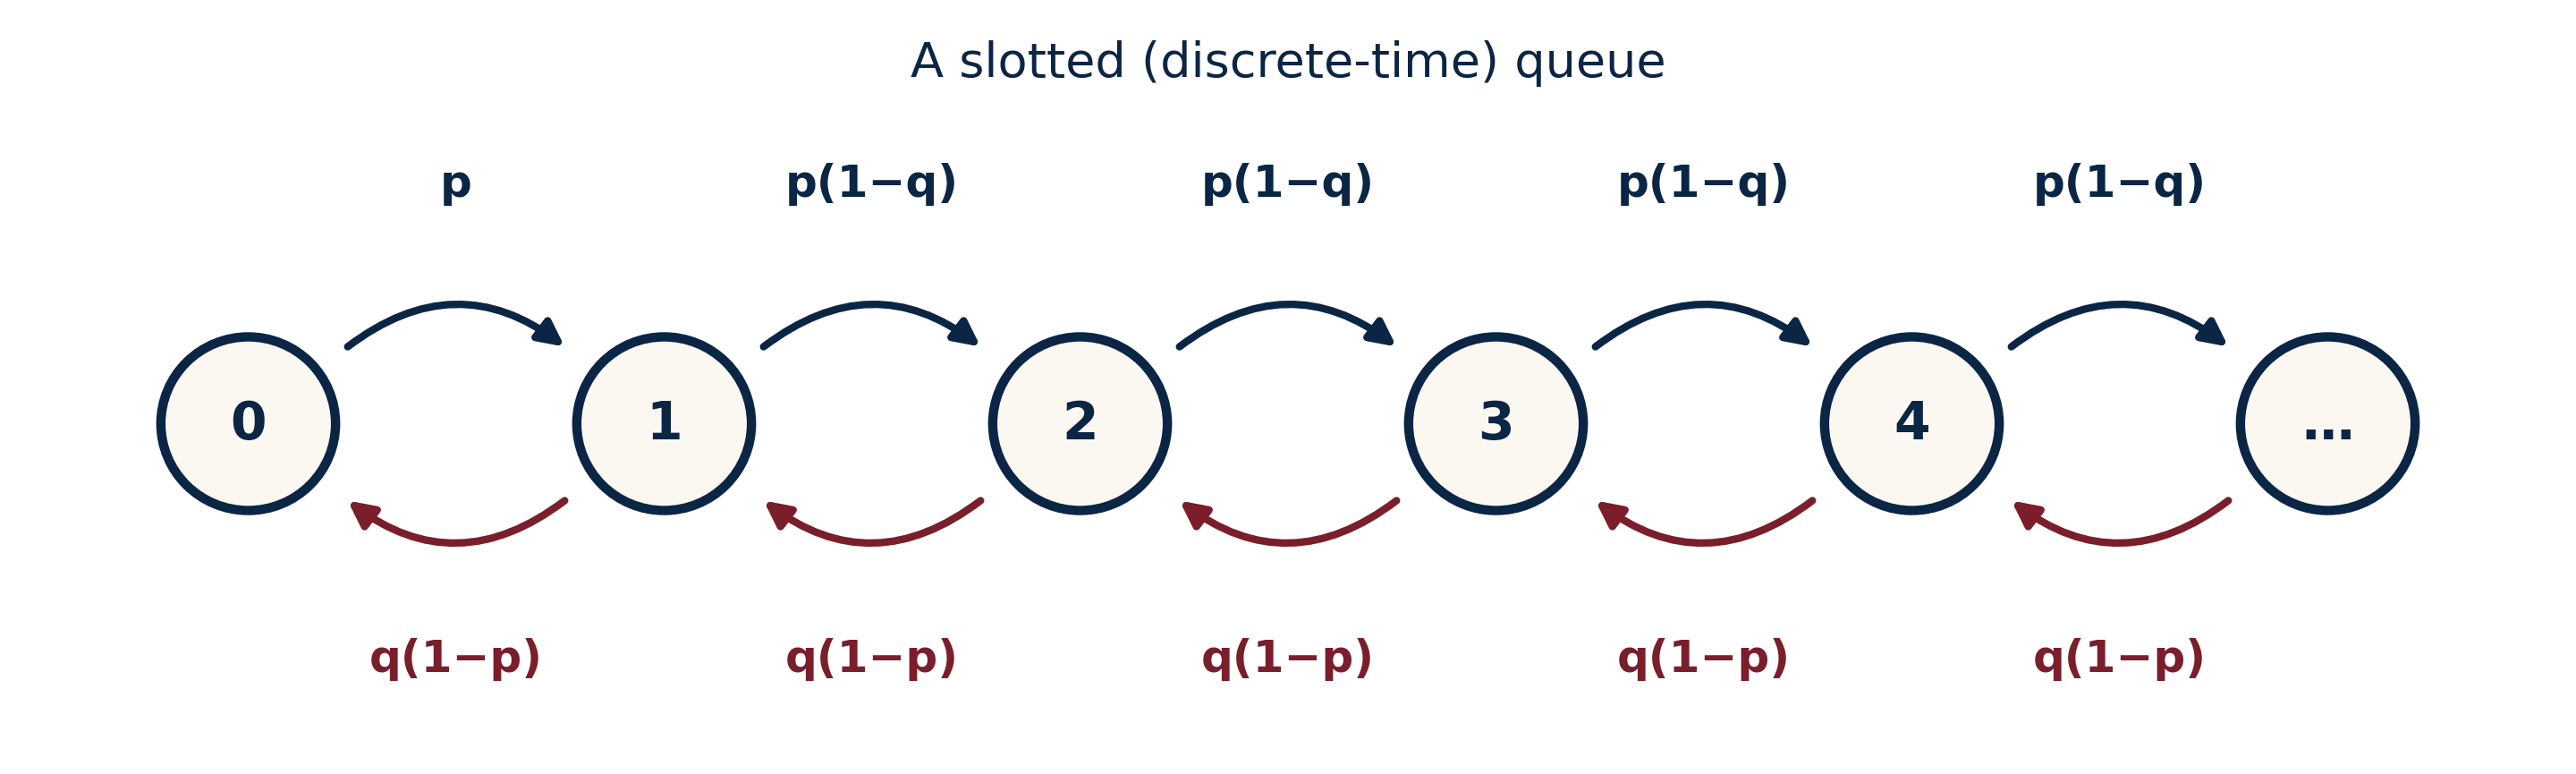 A slotted (discrete-time) queue
p p(1−q) p(1−q) p(1−q) p(1−q)
0 1 2 3 4 ...
q(1−p) q(1−p) q(1−p) q(1−p) q(1−p)